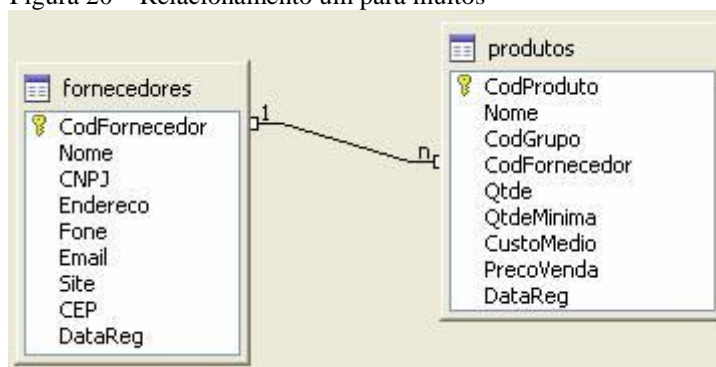 Figura 20 – Relacionamento um para muitos
fornecedores
CodFornecedor
Nome
CNPJ
Endereco
Fone
Email
Site
CEP
DataReg
1
n
produtos
CodProduto
Nome
CodGrupo
CodFornecedor
Qtde
QtdeMinima
CustoMedio
PrecoVenda
DataReg